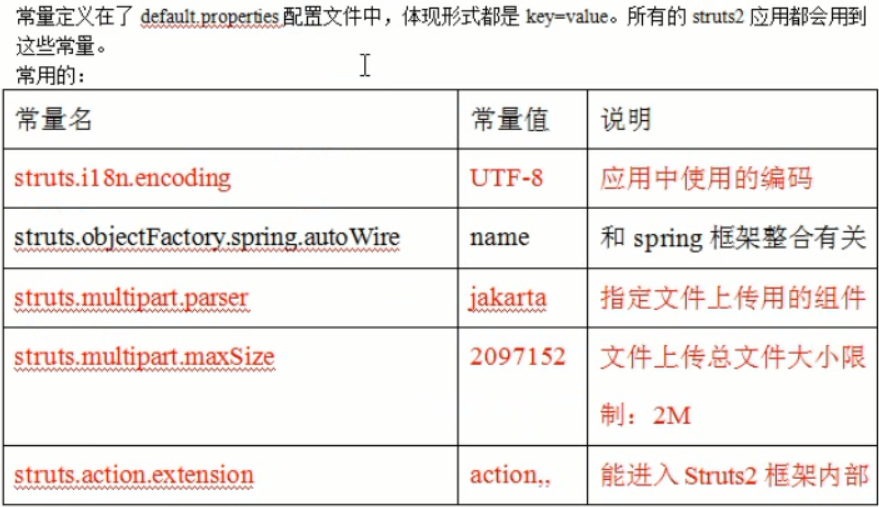 常量定义在了 default.properties 配置文件中，体现形式都是 key=value。所有的 struts2 应用都会用到
这些常量。
常用的：
常量名 常量值 说明
struts.i18n.encoding UTF-8 应用中使用的编码
struts.objectFactory.spring.autoWire name 和 spring 框架整合有关
struts.multipart.parser jakarta 指定文件上传用的组件
struts.multipart.maxSize 2097152 文件上传总文件大小限
制：2M
struts.action.extension action,, 能进入 Struts2 框架内部